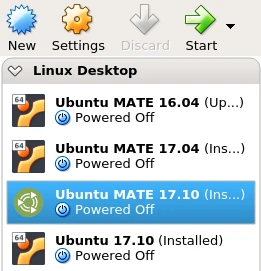 New Settings Discard Start
Linux Desktop
64
Ubuntu MATE 16.04 (Up...)
Powered Off
64
Ubuntu MATE 17.04 (Ins...)
Powered Off
Ubuntu MATE 17.10 (Ins...)
Powered Off
64
Ubuntu 17.10 (Installed)
Powered Off